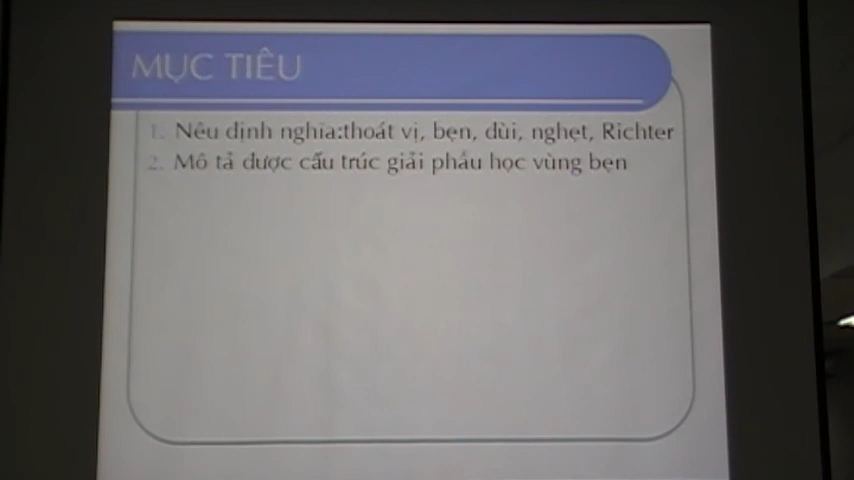 MỤC TIÊU
1. Nêu định nghĩa:thoát vị, bẹn, đùi, nghẹt, Richter
2. Mô tả được cấu trúc giải phẩu học vùng bẹn